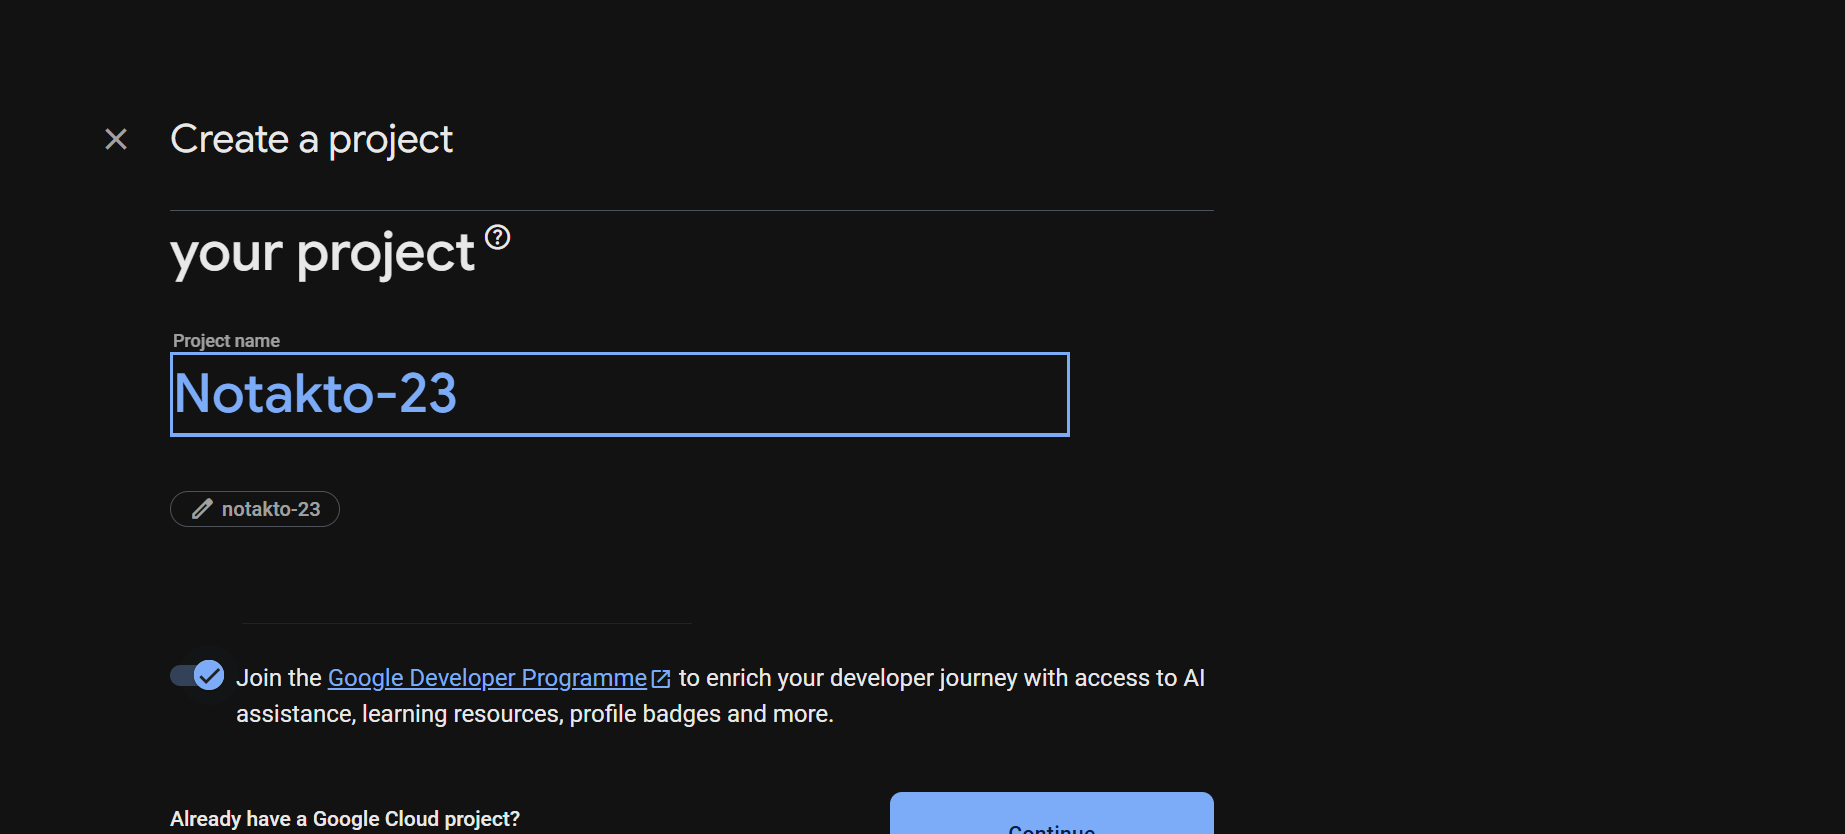 Create a project
your project
Project name
Notakto-23
notakto-23
Join the Google Developer Programme to enrich your developer journey with access to AI
assistance, learning resources, profile badges and more.
Already have a Google Cloud project?
Continue